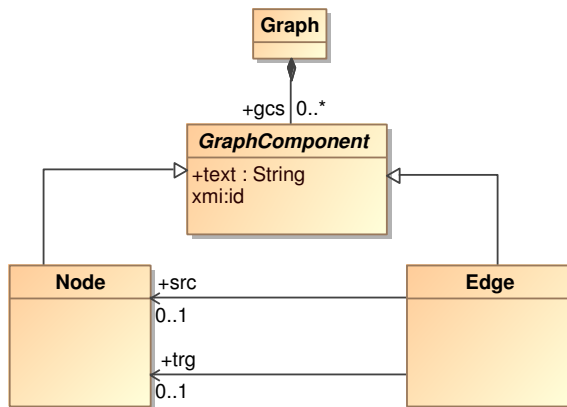 Graph
+gcs 0..*
GraphComponent
+text : String
xmi:id
Node
+src
0..1
+trg
0..1
Edge